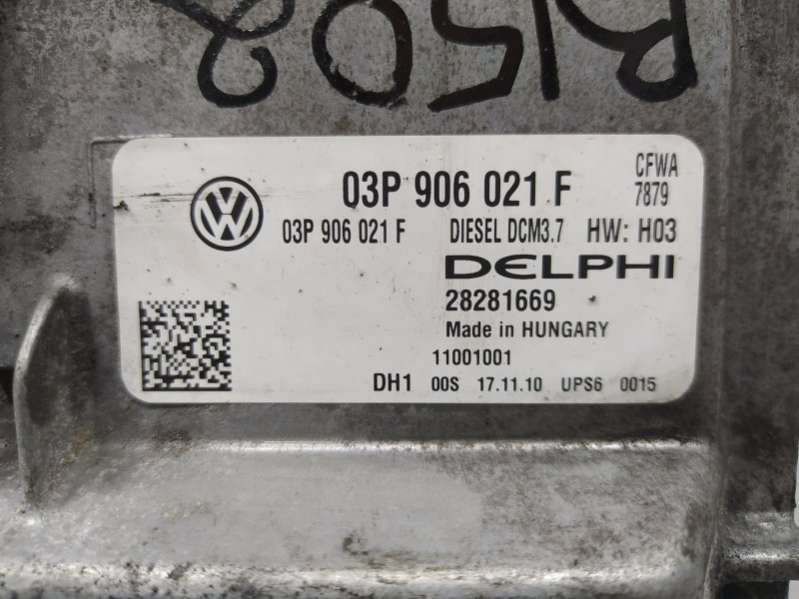 B1508
03P 906 021 F
CFWA
7879
03P 906 021 F DIESEL DCM3.7 HW: H03
DELPHI
28281669
Made in HUNGARY
11001001
DH1 00S 17.11.10 UPS6 0015